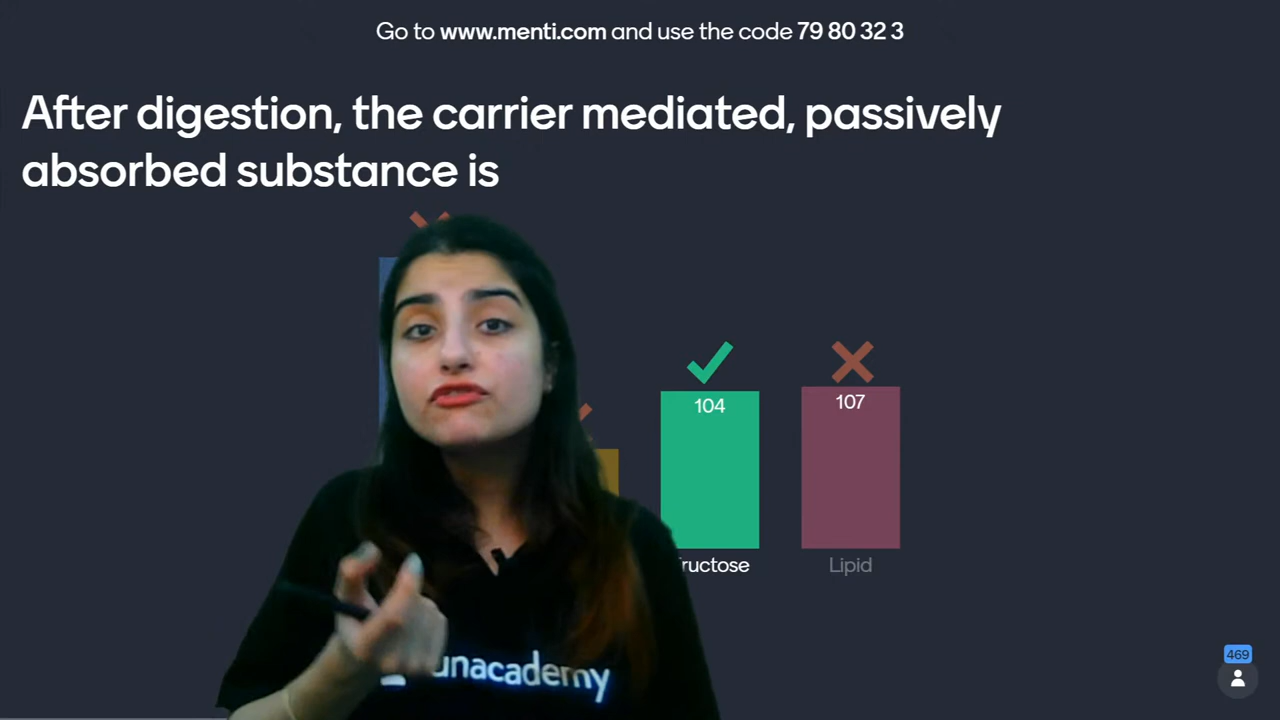 Go to www.menti.com and use the code 79 80 32 3
After digestion, the carrier mediated, passively
absorbed substance is
104
107
ructose
Lipid
unacademy
469